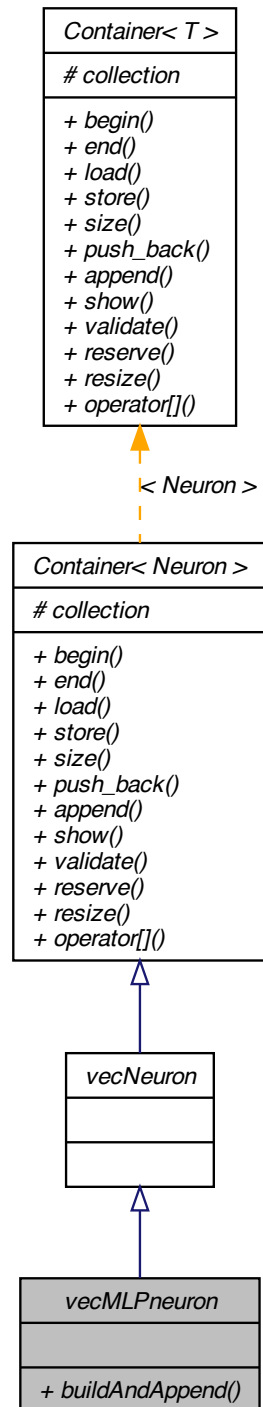 Container< T >
# collection
+ begin()
+ end()
+ load()
+ store()
+ size()
+ push_back()
+ append()
+ show()
+ validate()
+ reserve()
+ resize()
+ operator[]()
< Neuron >
Container< Neuron >
# collection
+ begin()
+ end()
+ load()
+ store()
+ size()
+ push_back()
+ append()
+ show()
+ validate()
+ reserve()
+ resize()
+ operator[]()
vecNeuron
vecMLPneuron
+ buildAndAppend()